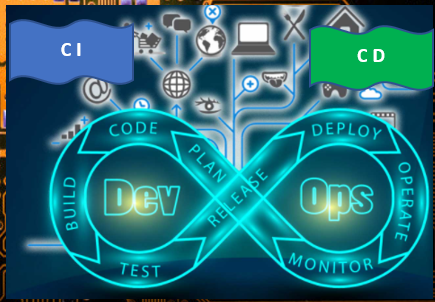 C I
C D
CODE
PLAN
DEPLOY
BUILD
Dev
RELEASE
Ops
OPERATE
TEST
MONITOR
@